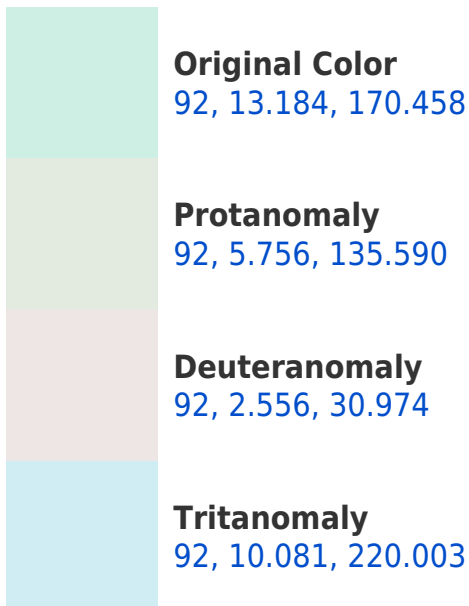 Original Color
92, 13.184, 170.458
Protanomaly
92, 5.756, 135.590
Deuteranomaly
92, 2.556, 30.974
Tritanomaly
92, 10.081, 220.003